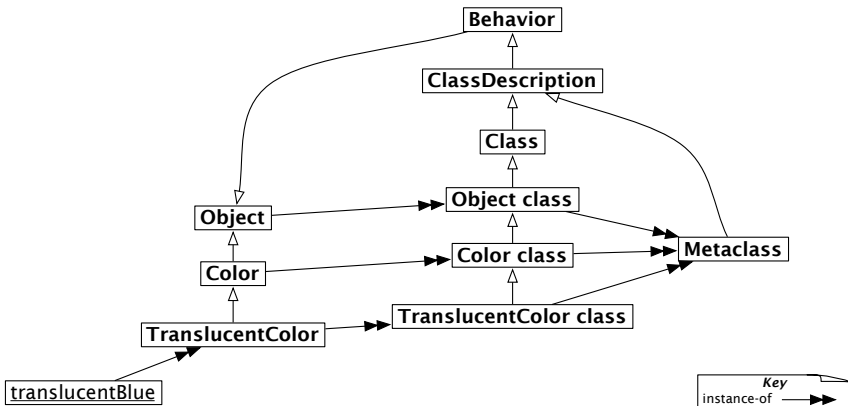 Behavior
ClassDescription
Class
Object class
Object
Metaclass
Color class
Color
TranslucentColor class
TranslucentColor
translucentBlue
Key
instance-of